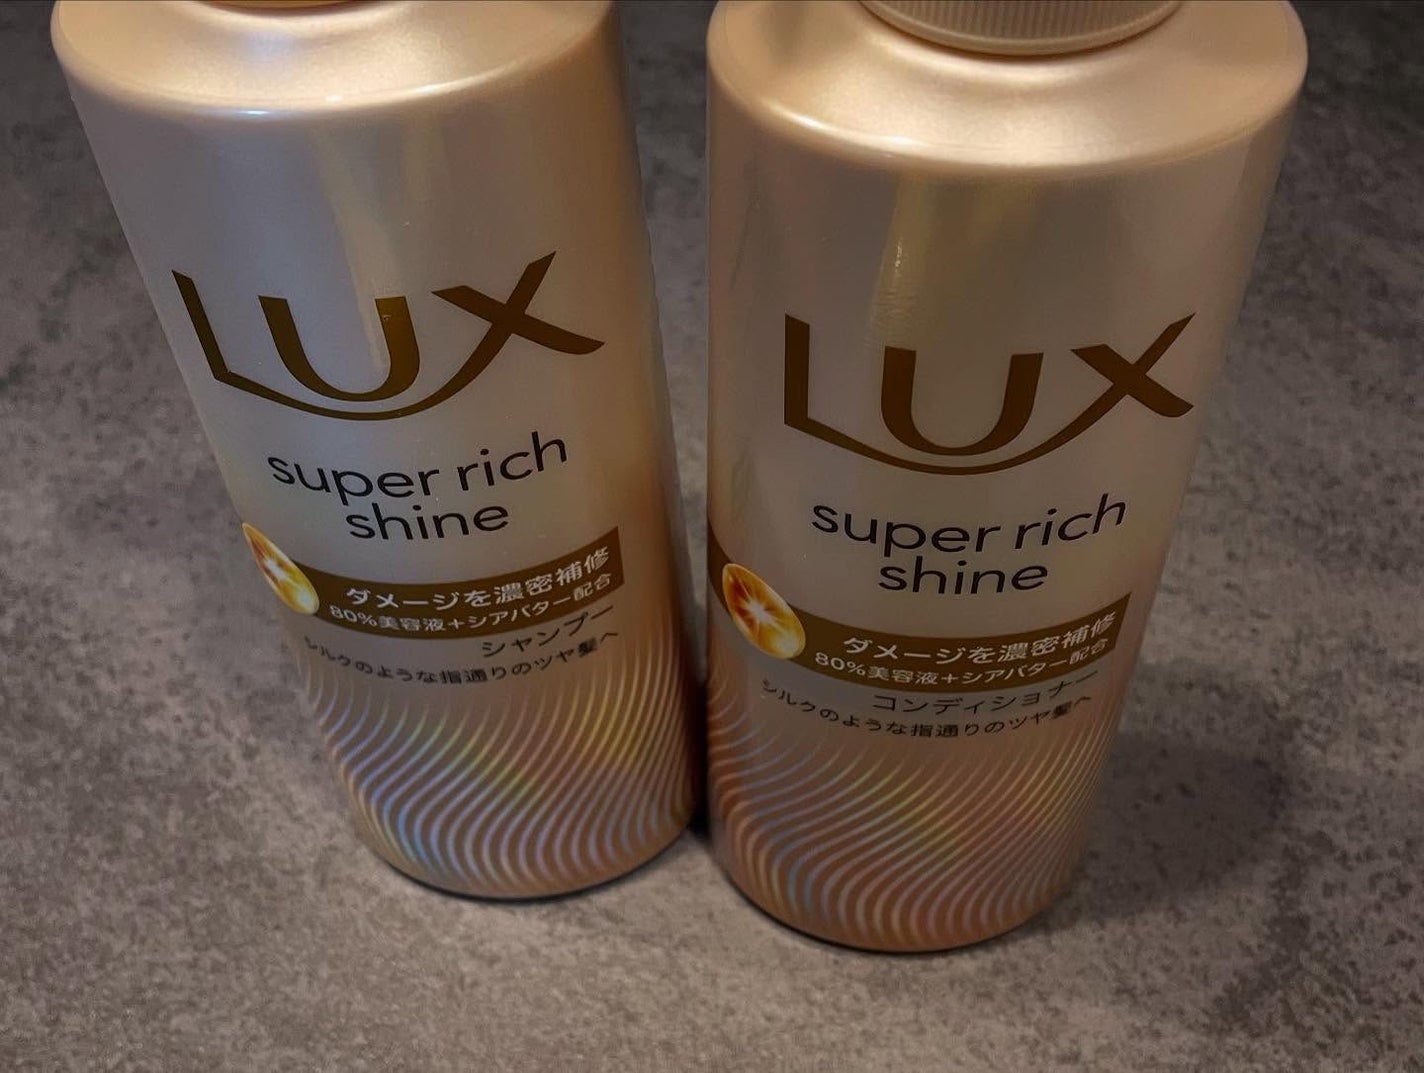 LUX
super rich
shine
ダメージを濃密補修
80%美容液+シアバター配合
シャンプー
シルクのような指通りのツヤ髪へ
LUX
super rich
shine
ダメージを濃密補修
80%美容液+シアバター配合
コンディショナー
シルクのような指通りのツヤ髪へ